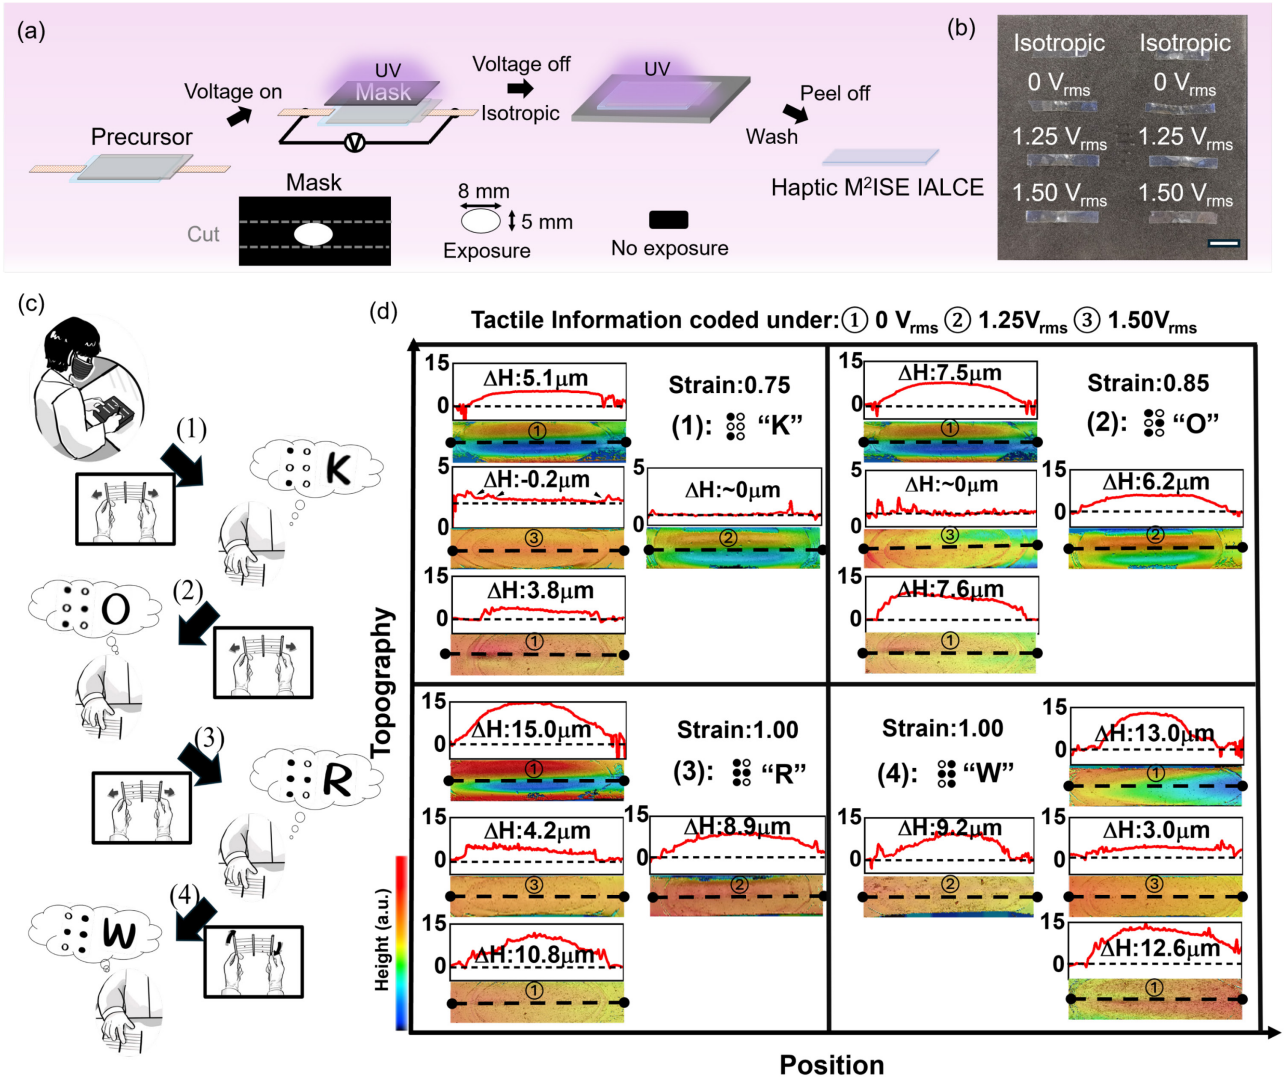 (a)
UV
Mask
Voltage on
Voltage off
Isotropic
UV
Peel off
Wash
Precursor
V
Haptic M²ISE IALCE
Mask
Cut
8 mm
5 mm
Exposure
No exposure
(b)
Isotropic Isotropic
0 Vrms 0 Vrms
1.25 Vrms 1.25 Vrms
1.50 Vrms 1.50 Vrms
(c)
(1)
K
(2)
O
(3)
R
(4)
W
(d)
Tactile Information coded under:① 0 Vrms ② 1.25Vrms ③ 1.50Vrms
Topography
Height (a.u.)
Position
15
0
ΔH:5.1μm
①
Strain:0.75
(1): “K”
5
0
ΔH:-0.2μm
③
5
0
ΔH:~0μm
②
15
0
ΔH:3.8μm
①
15
0
ΔH:7.5μm
①
Strain:0.85
(2): “O”
5
0
ΔH:~0μm
③
15
0
ΔH:6.2μm
②
15
0
ΔH:7.6μm
①
15
0
ΔH:15.0μm
①
Strain:1.00
(3): “R”
15
0
ΔH:4.2μm
③
15
0
ΔH:8.9μm
②
15
0
ΔH:10.8μm
①
Strain:1.00
(4): “W”
15
0
ΔH:13.0μm
①
15
0
ΔH:9.2μm
②
15
0
ΔH:3.0μm
③
15
0
ΔH:12.6μm
①